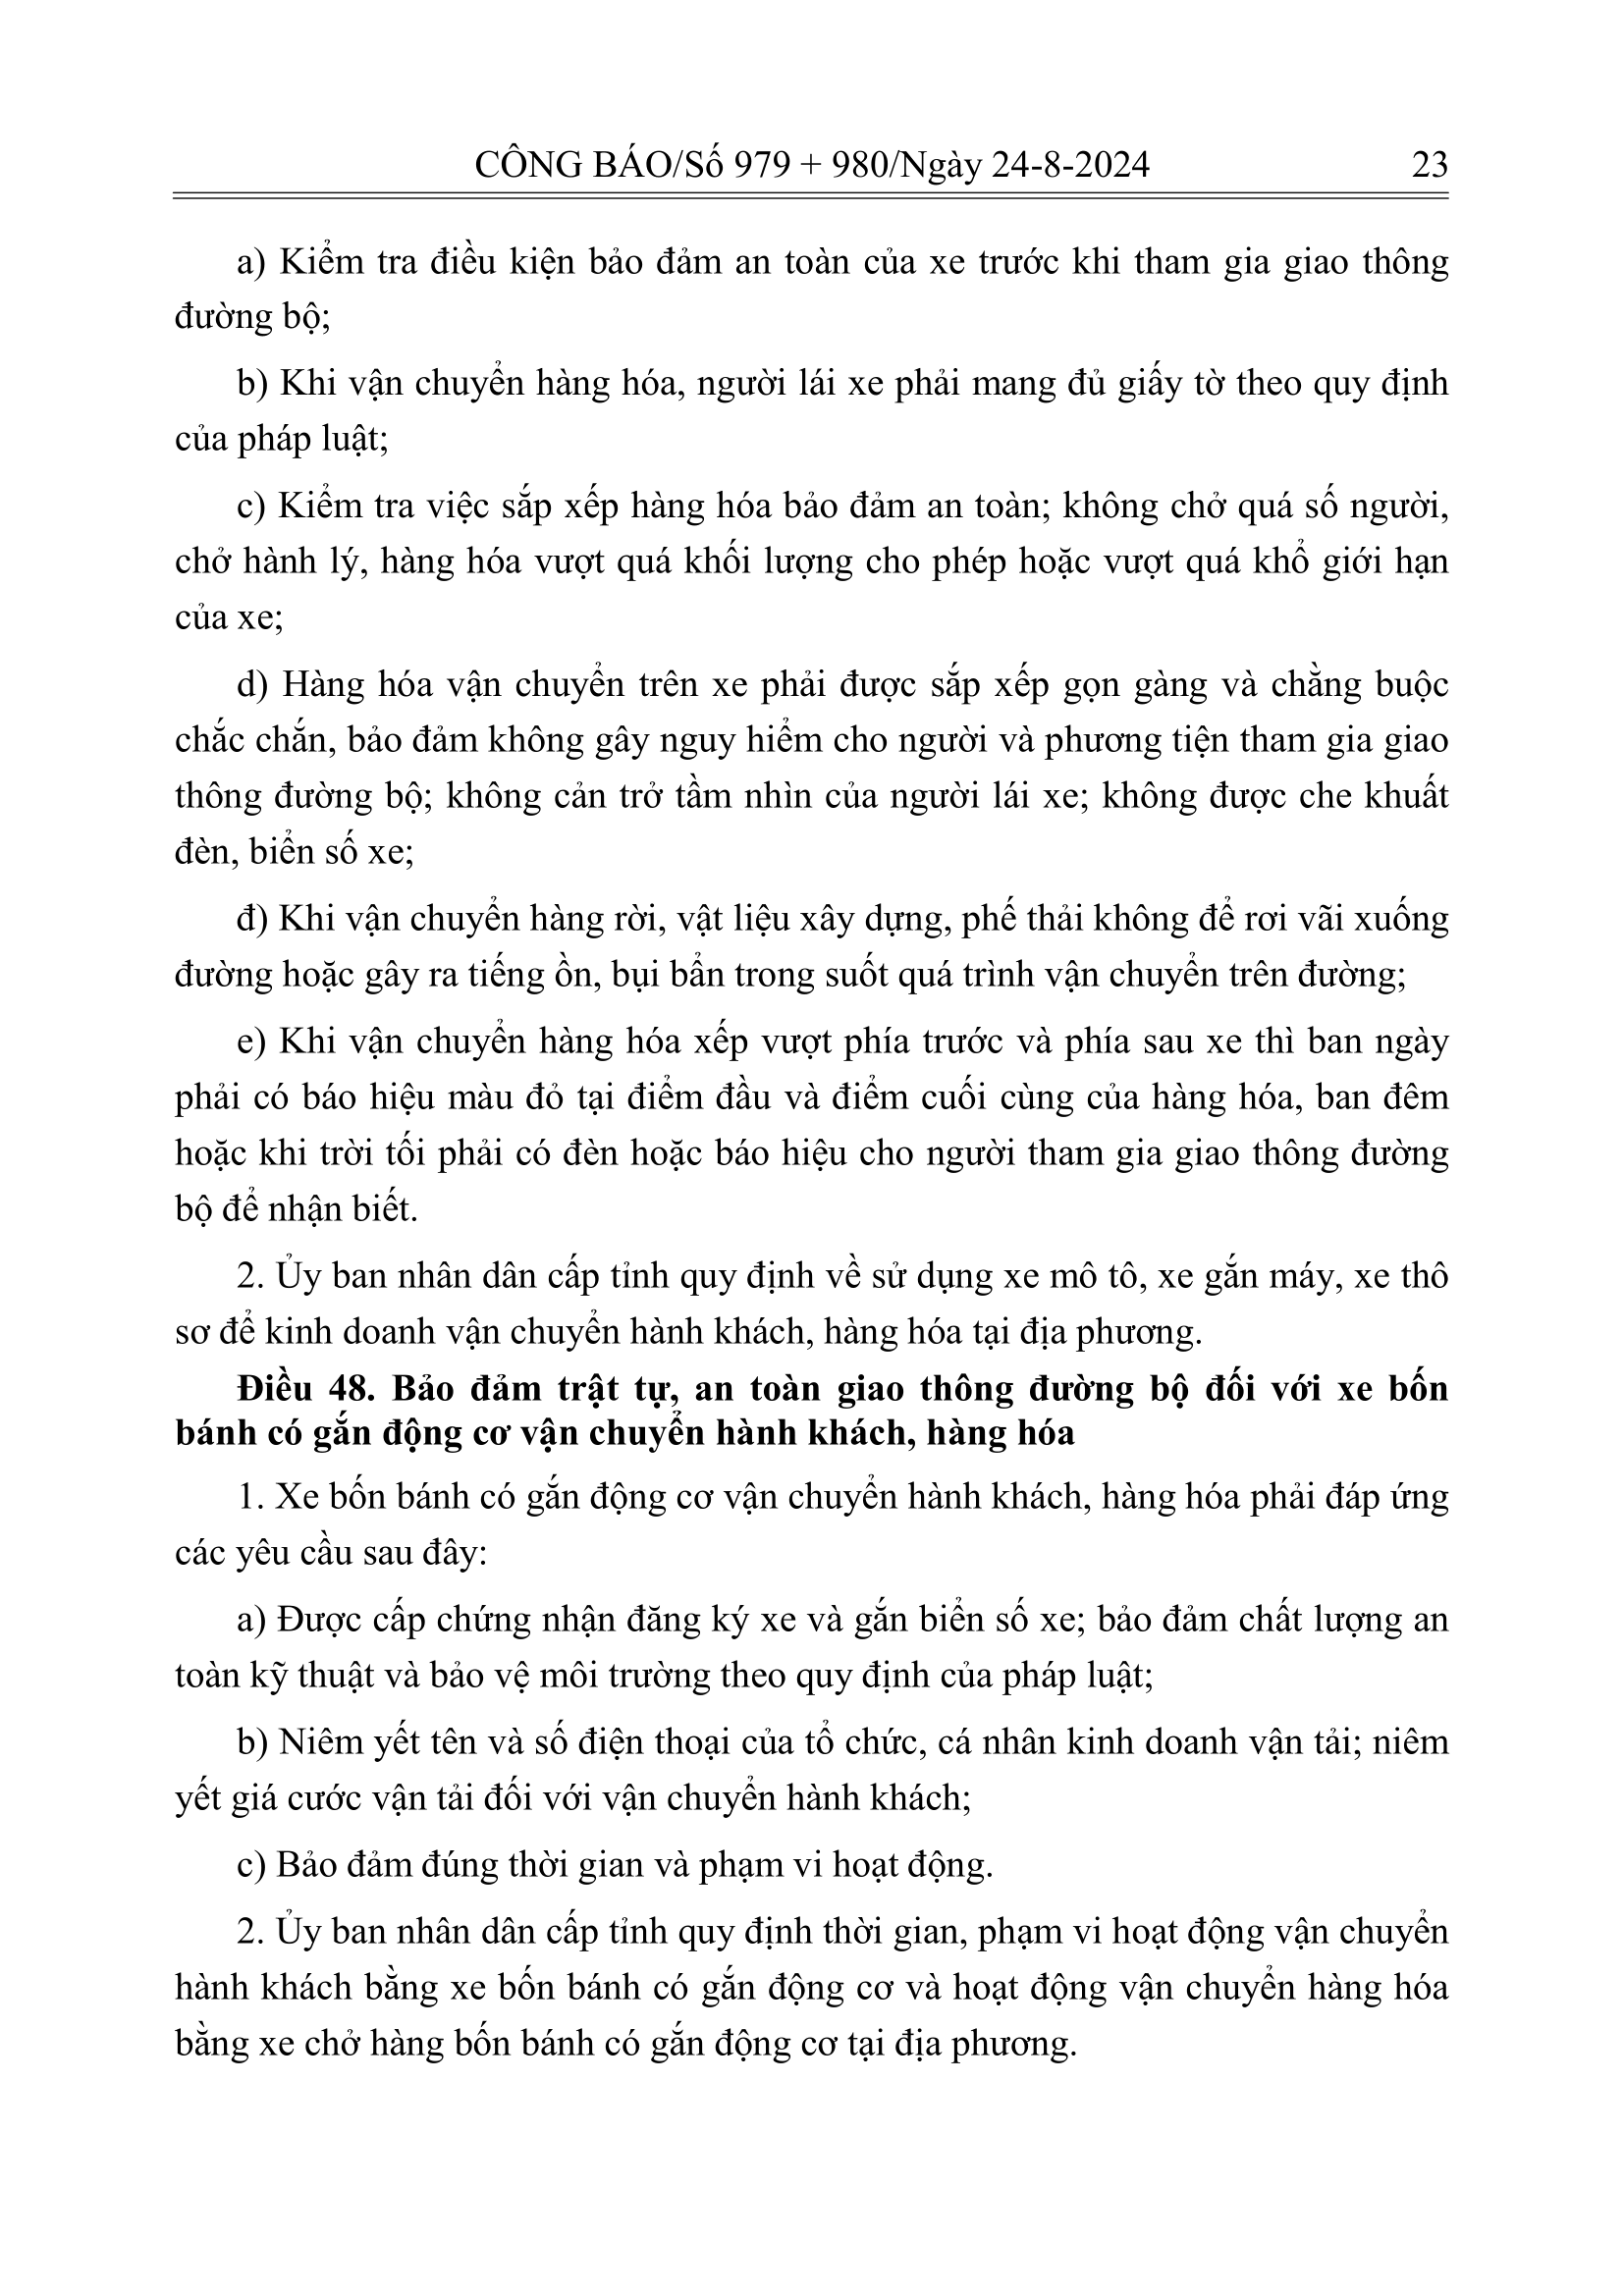 CÔNG BÁO/Số 979 + 980/Ngày 24-8-2024 23
a) Kiểm tra điều kiện bảo đảm an toàn của xe trước khi tham gia giao thông
đường bộ;
b) Khi vận chuyển hàng hóa, người lái xe phải mang đủ giấy tờ theo quy định
của pháp luật;
c) Kiểm tra việc sắp xếp hàng hóa bảo đảm an toàn; không chở quá số người,
chở hành lý, hàng hóa vượt quá khối lượng cho phép hoặc vượt quá khổ giới hạn
của xe;
d) Hàng hóa vận chuyển trên xe phải được sắp xếp gọn gàng và chằng buộc
chắc chắn, bảo đảm không gây nguy hiểm cho người và phương tiện tham gia giao
thông đường bộ; không cản trở tầm nhìn của người lái xe; không được che khuất
đèn, biển số xe;
đ) Khi vận chuyển hàng rời, vật liệu xây dựng, phế thải không để rơi vãi xuống
đường hoặc gây ra tiếng ồn, bụi bẩn trong suốt quá trình vận chuyển trên đường;
e) Khi vận chuyển hàng hóa xếp vượt phía trước và phía sau xe thì ban ngày
phải có báo hiệu màu đỏ tại điểm đầu và điểm cuối cùng của hàng hóa, ban đêm
hoặc khi trời tối phải có đèn hoặc báo hiệu cho người tham gia giao thông đường
bộ để nhận biết.
2. Ủy ban nhân dân cấp tỉnh quy định về sử dụng xe mô tô, xe gắn máy, xe thô
sơ để kinh doanh vận chuyển hành khách, hàng hóa tại địa phương.
Điều 48. Bảo đảm trật tự, an toàn giao thông đường bộ đối với xe bốn
bánh có gắn động cơ vận chuyển hành khách, hàng hóa
1. Xe bốn bánh có gắn động cơ vận chuyển hành khách, hàng hóa phải đáp ứng
các yêu cầu sau đây:
a) Được cấp chứng nhận đăng ký xe và gắn biển số xe; bảo đảm chất lượng an
toàn kỹ thuật và bảo vệ môi trường theo quy định của pháp luật;
b) Niêm yết tên và số điện thoại của tổ chức, cá nhân kinh doanh vận tải; niêm
yết giá cước vận tải đối với vận chuyển hành khách;
c) Bảo đảm đúng thời gian và phạm vi hoạt động.
2. Ủy ban nhân dân cấp tỉnh quy định thời gian, phạm vi hoạt động vận chuyển
hành khách bằng xe bốn bánh có gắn động cơ và hoạt động vận chuyển hàng hóa
bằng xe chở hàng bốn bánh có gắn động cơ tại địa phương.